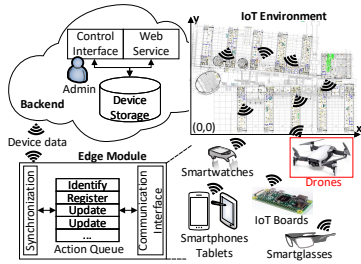 Control
Interface
Web
Service
Admin
Backend
Device
Storage
Device data
y
IoT Environment
(0,0)
x
Edge Module
Synchronization
Identify
Register
Update
Update
...
Action Queue
Communication
Interface
Smartwatches
Drones
Smartphones
Tablets
IoT Boards
Smartglasses